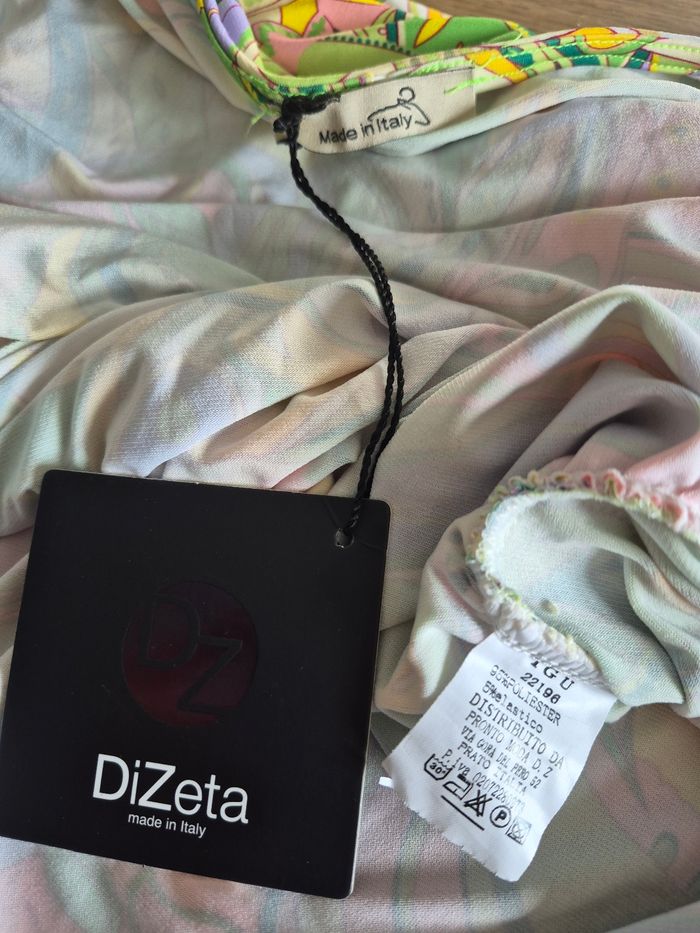 Made in Italy
DZ
DiZeta
made in Italy
TGU
22196
95%POLIESTER
5%elastico
DISTRIBUITO DA
PRONTO MODA D.Z
VIA GORA DEL PERO 52
PRATO ITALIA
P.iva